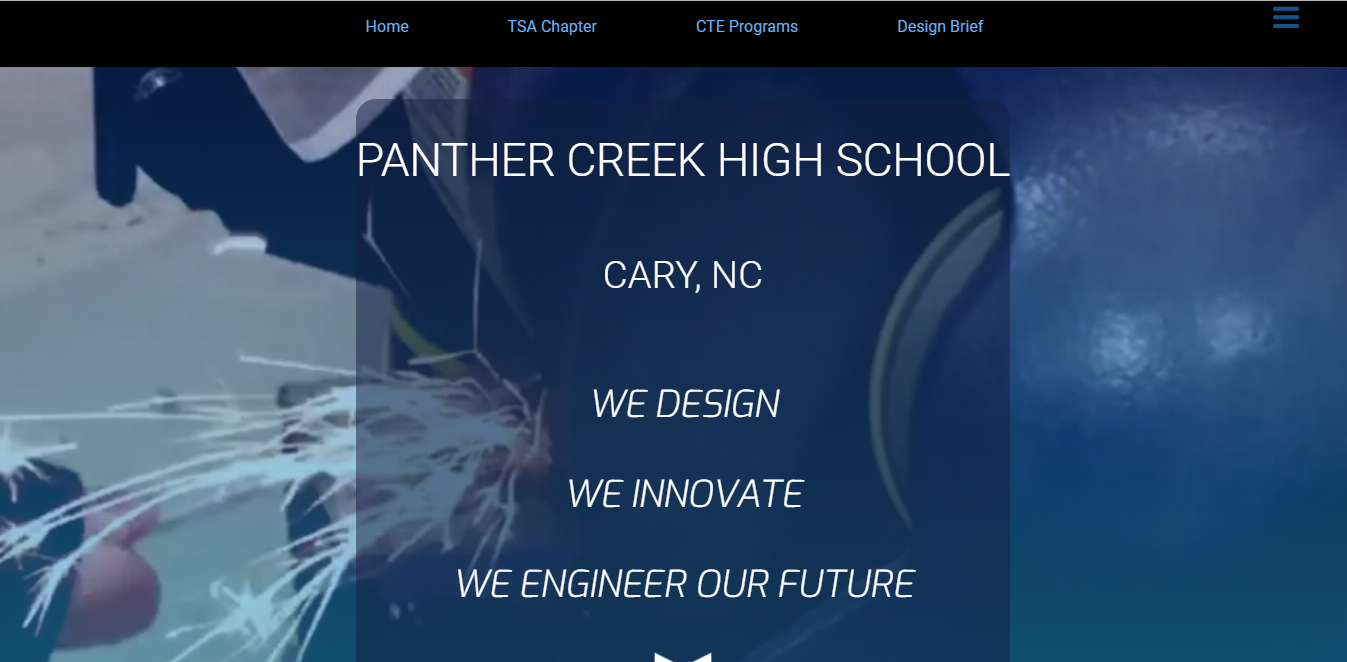 Home TSA Chapter CTE Programs Design Brief
PANTHER CREEK HIGH SCHOOL
CARY, NC
WE DESIGN
WE INNOVATE
WE ENGINEER OUR FUTURE